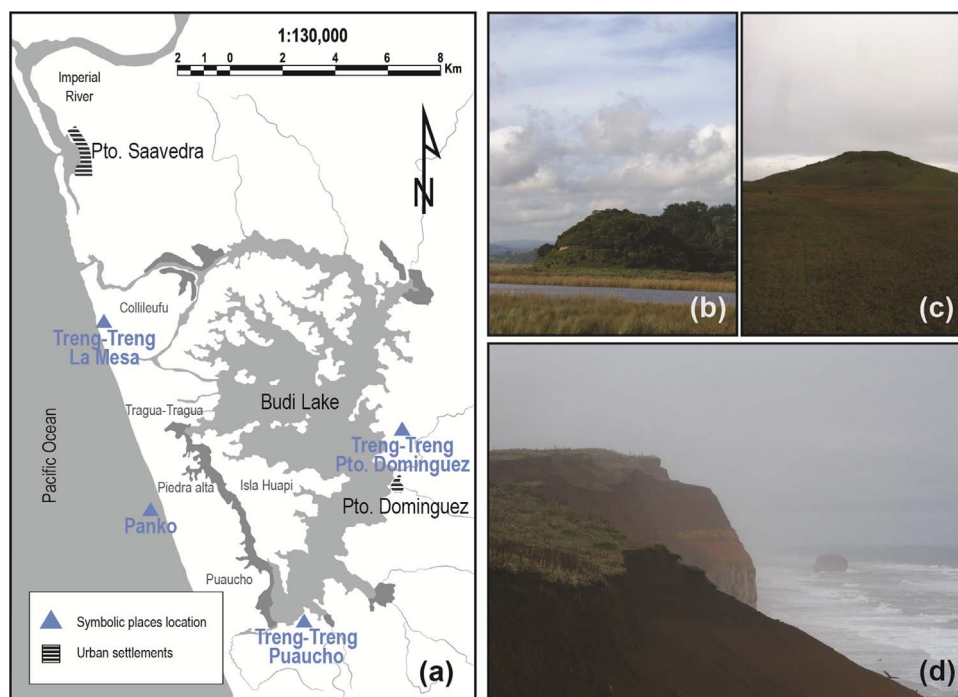 1:130,000
2 1 0 2 4 6 8
Km
Imperial
River
Pto. Saavedra
N
Collileufu
Treng-Treng
La Mesa
Tragua-Tragua
Budi Lake
Pacific Ocean
Treng-Treng
Pto. Dominguez
Piedra alta
Isla Huapi
Pto. Dominguez
Panko
Puaucho
Treng-Treng
Puaucho
Symbolic places location
Urban settlements
(a)
(b)
(c)
(d)